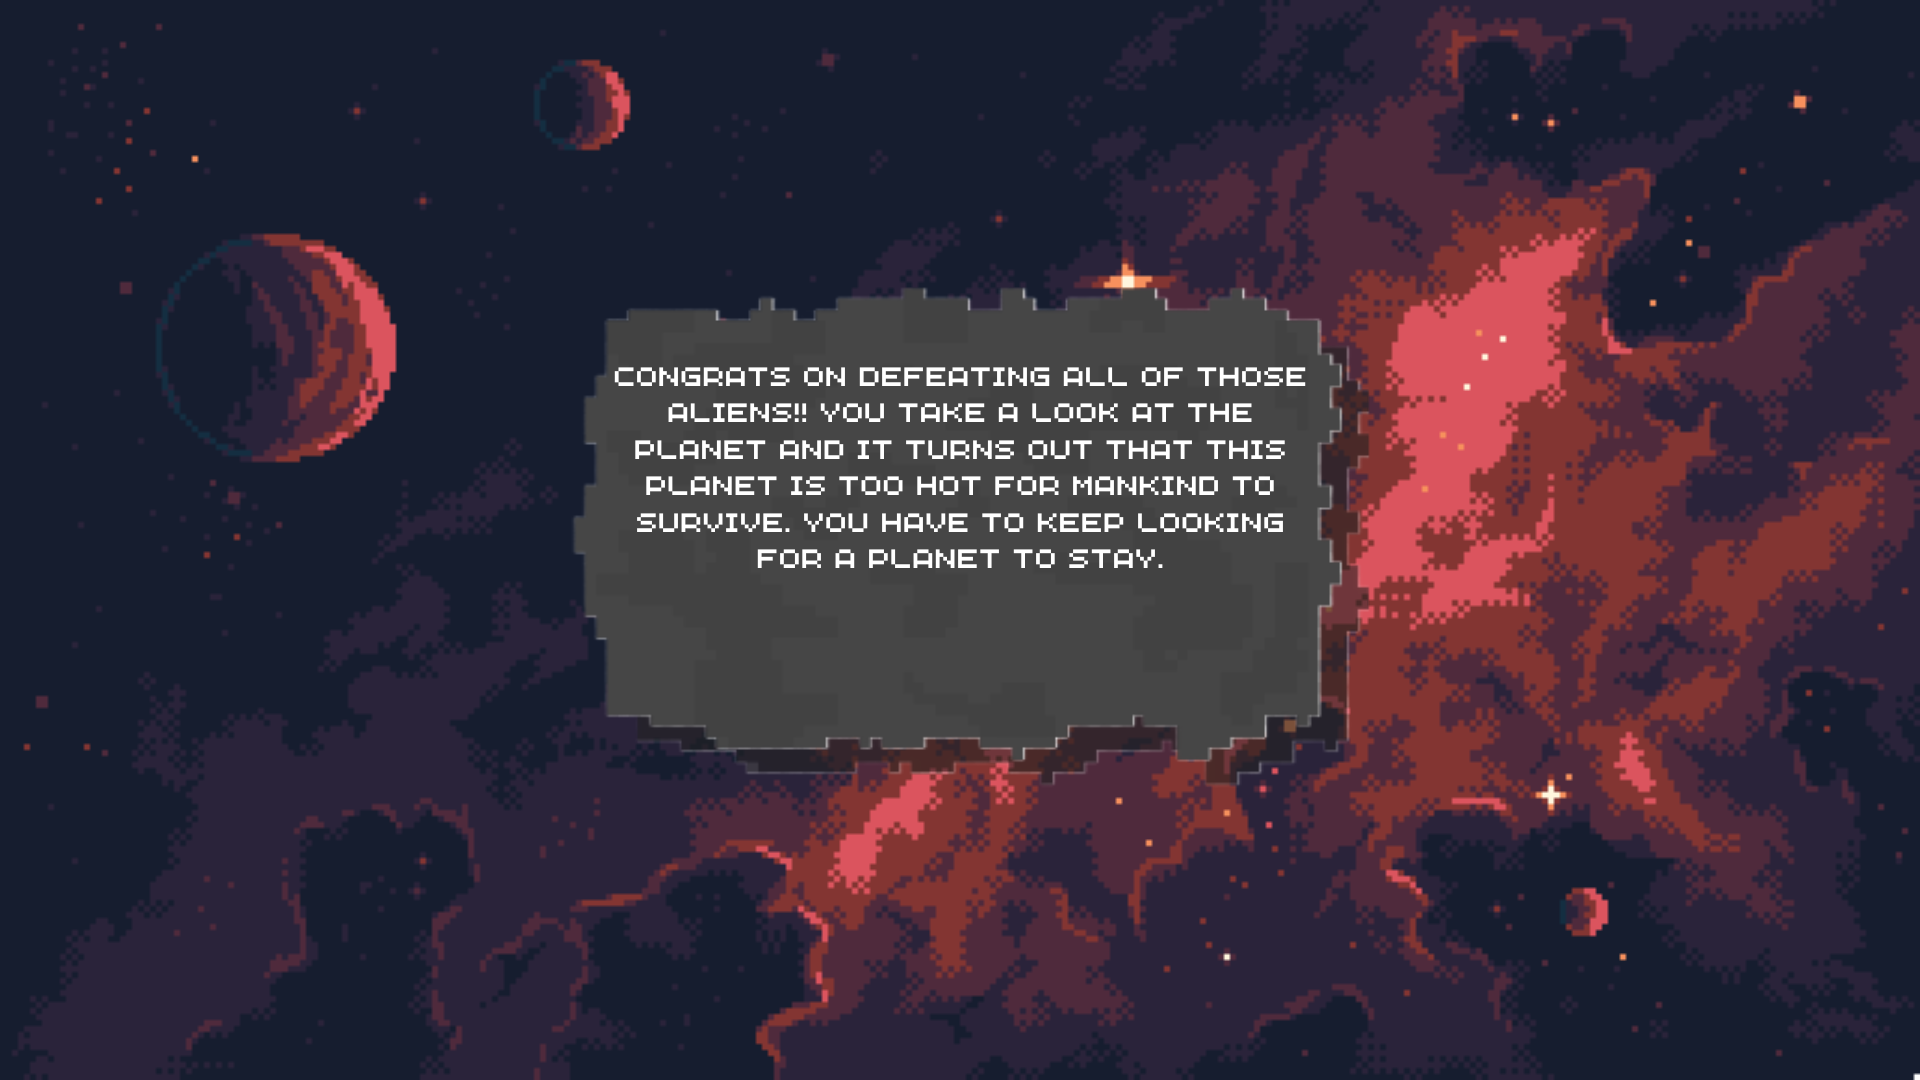 CONGRATS ON DEFEATING ALL OF THOSE
ALIENS!! YOU TAKE A LOOK AT THE
PLANET AND IT TURNS OUT THAT THIS
PLANET IS TOO HOT FOR MANKIND TO
SURVIVE. YOU HAVE TO KEEP LOOKING
FOR A PLANET TO STAY.